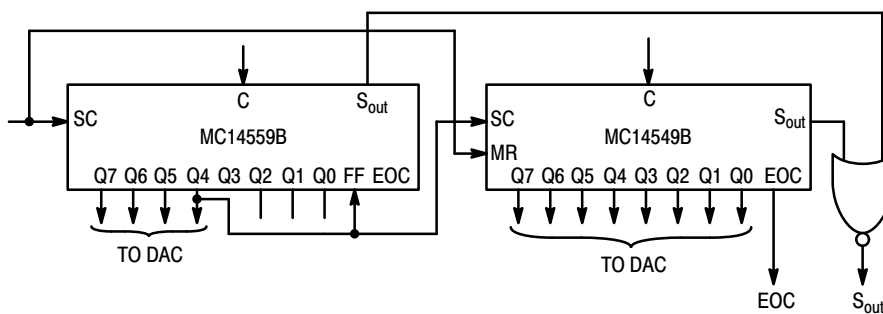 C
S_out
SC
MC14559B
Q7 Q6 Q5 Q4 Q3 Q2 Q1 Q0 FF EOC
TO DAC
C
S_out
SC
MC14549B
MR
Q7 Q6 Q5 Q4 Q3 Q2 Q1 Q0 EOC
TO DAC
EOC
S_out